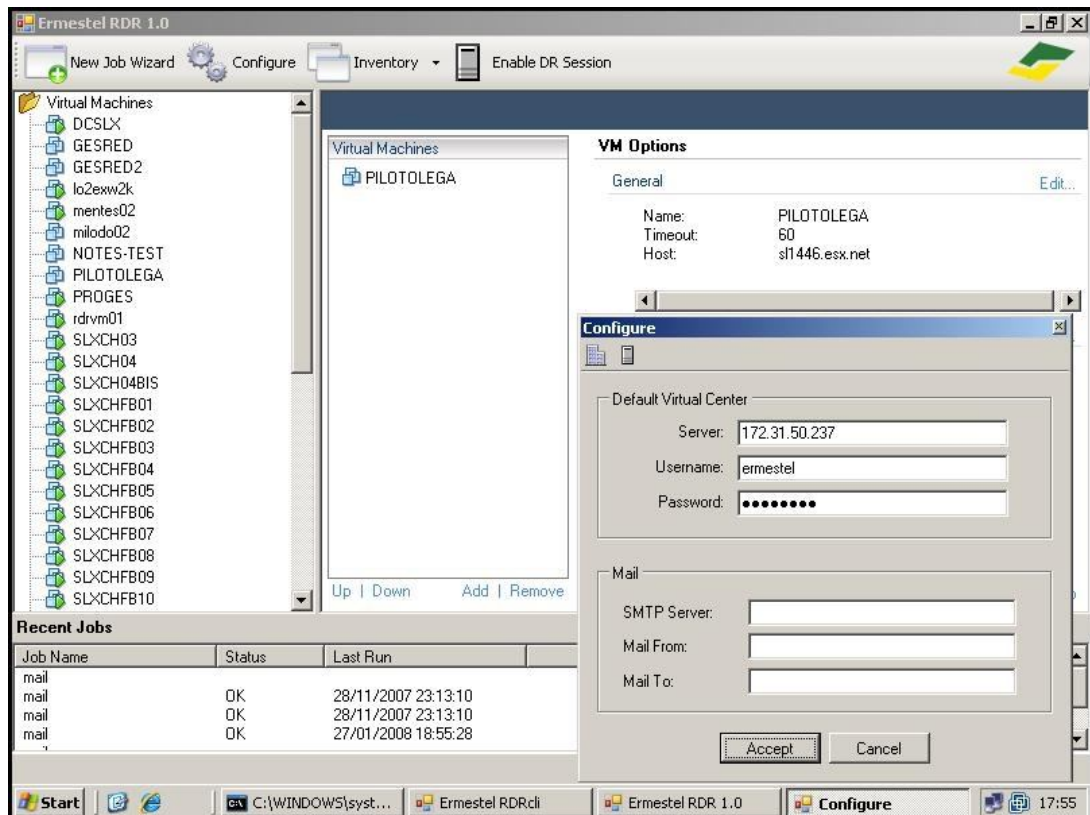 Ermestel RDR 1.0
New Job Wizard Configure Inventory Enable DR Session
Virtual Machines
DCSLX
GESRED
GESRED2
lo2exw2k
mentes02
milodo02
NOTES-TEST
PILOTOLEGA
PROGES
rdrvm01
SLXCH03
SLXCH04
SLXCH04BIS
SLXCHFB01
SLXCHFB02
SLXCHFB03
SLXCHFB04
SLXCHFB05
SLXCHFB06
SLXCHFB07
SLXCHFB08
SLXCHFB09
SLXCHFB10
Virtual Machines
PILOTOLEGA
Up | Down Add | Remove
VM Options
General Edit...
Name: PILOTOLEGA
Timeout: 60
Host: sl1446.esx.net
Configure
Default Virtual Center
Server: 172.31.50.237
Username: ermestel
Password: ●●●●●●●●
Mail
SMTP Server:
Mail From:
Mail To:
Accept Cancel
Recent Jobs
Job Name Status Last Run
mail
mail OK 28/11/2007 23:13:10
mail OK 28/11/2007 23:13:10
mail OK 27/01/2008 18:55:28
Start C:\WINDOWS\syst... Ermestel RDRcli Ermestel RDR 1.0 Configure 17:55